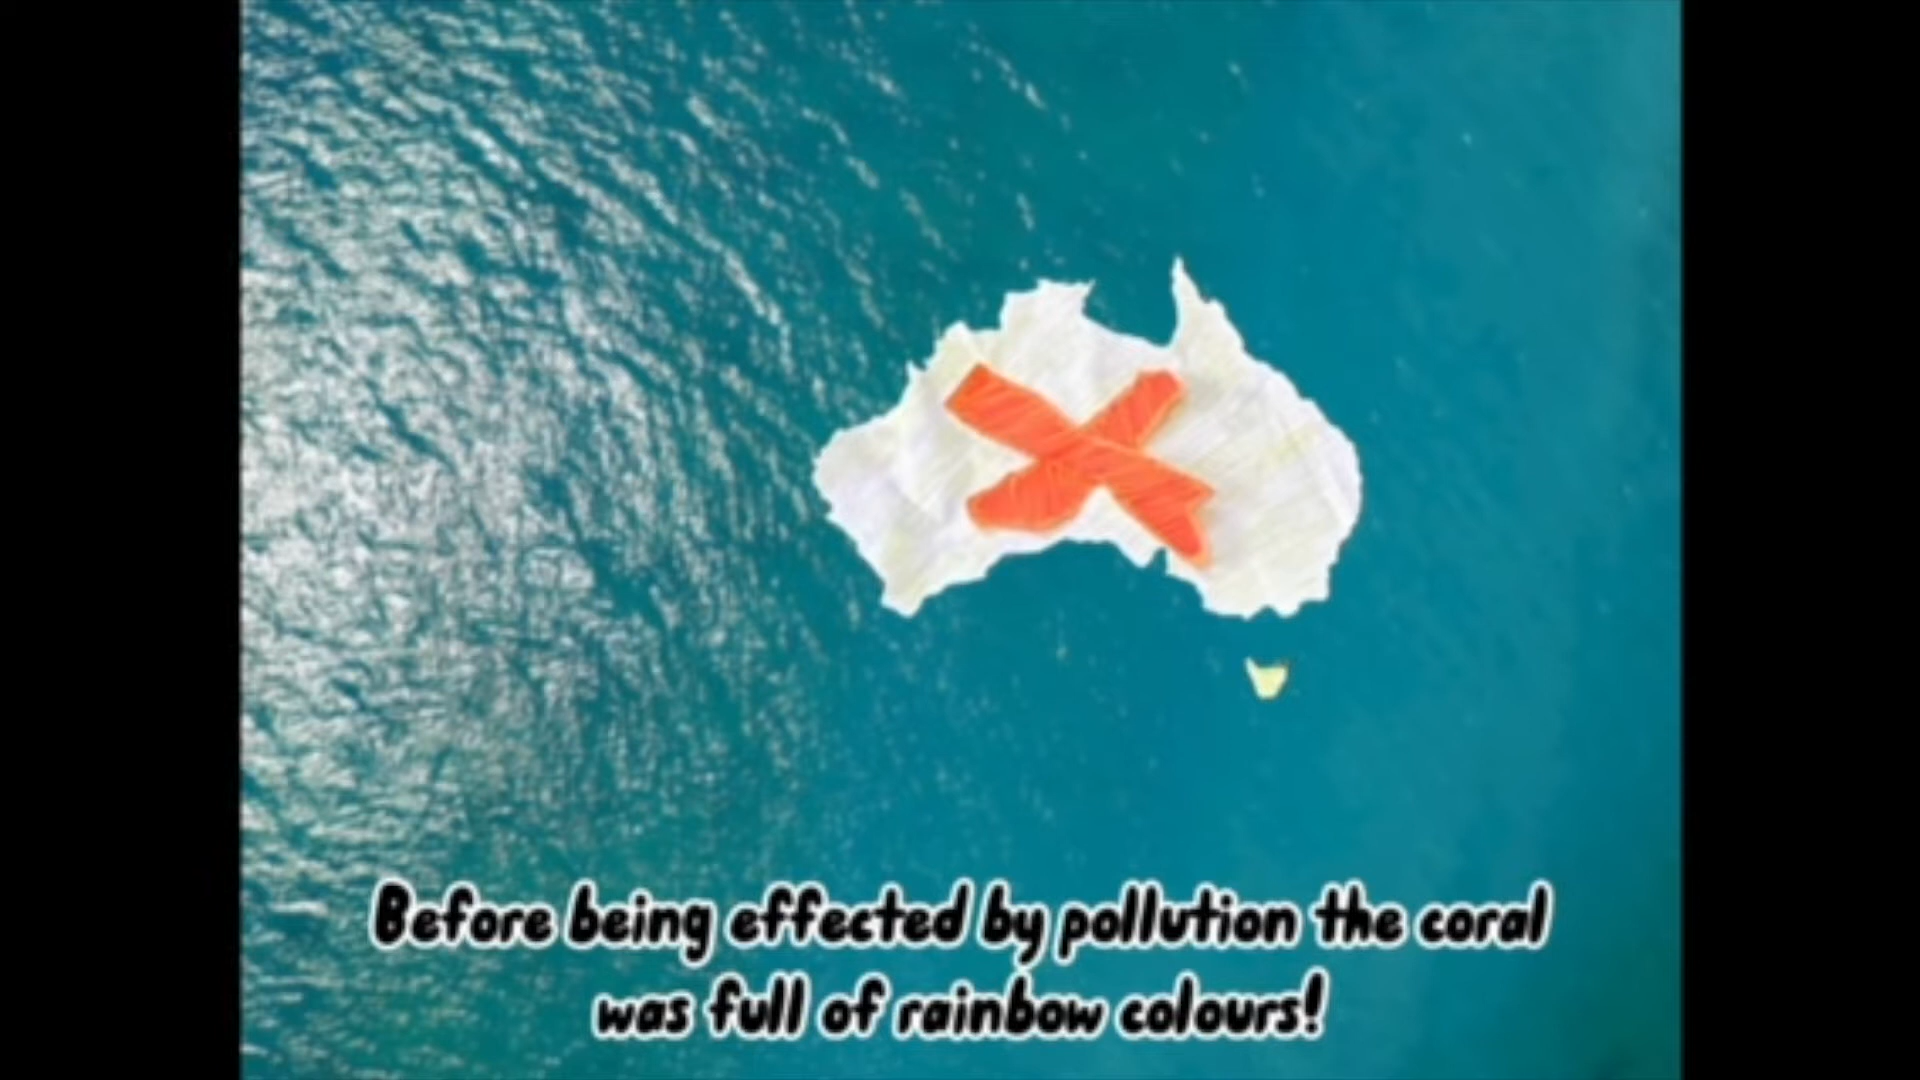 Before being effected by pollution the coral
was full of rainbow colours!